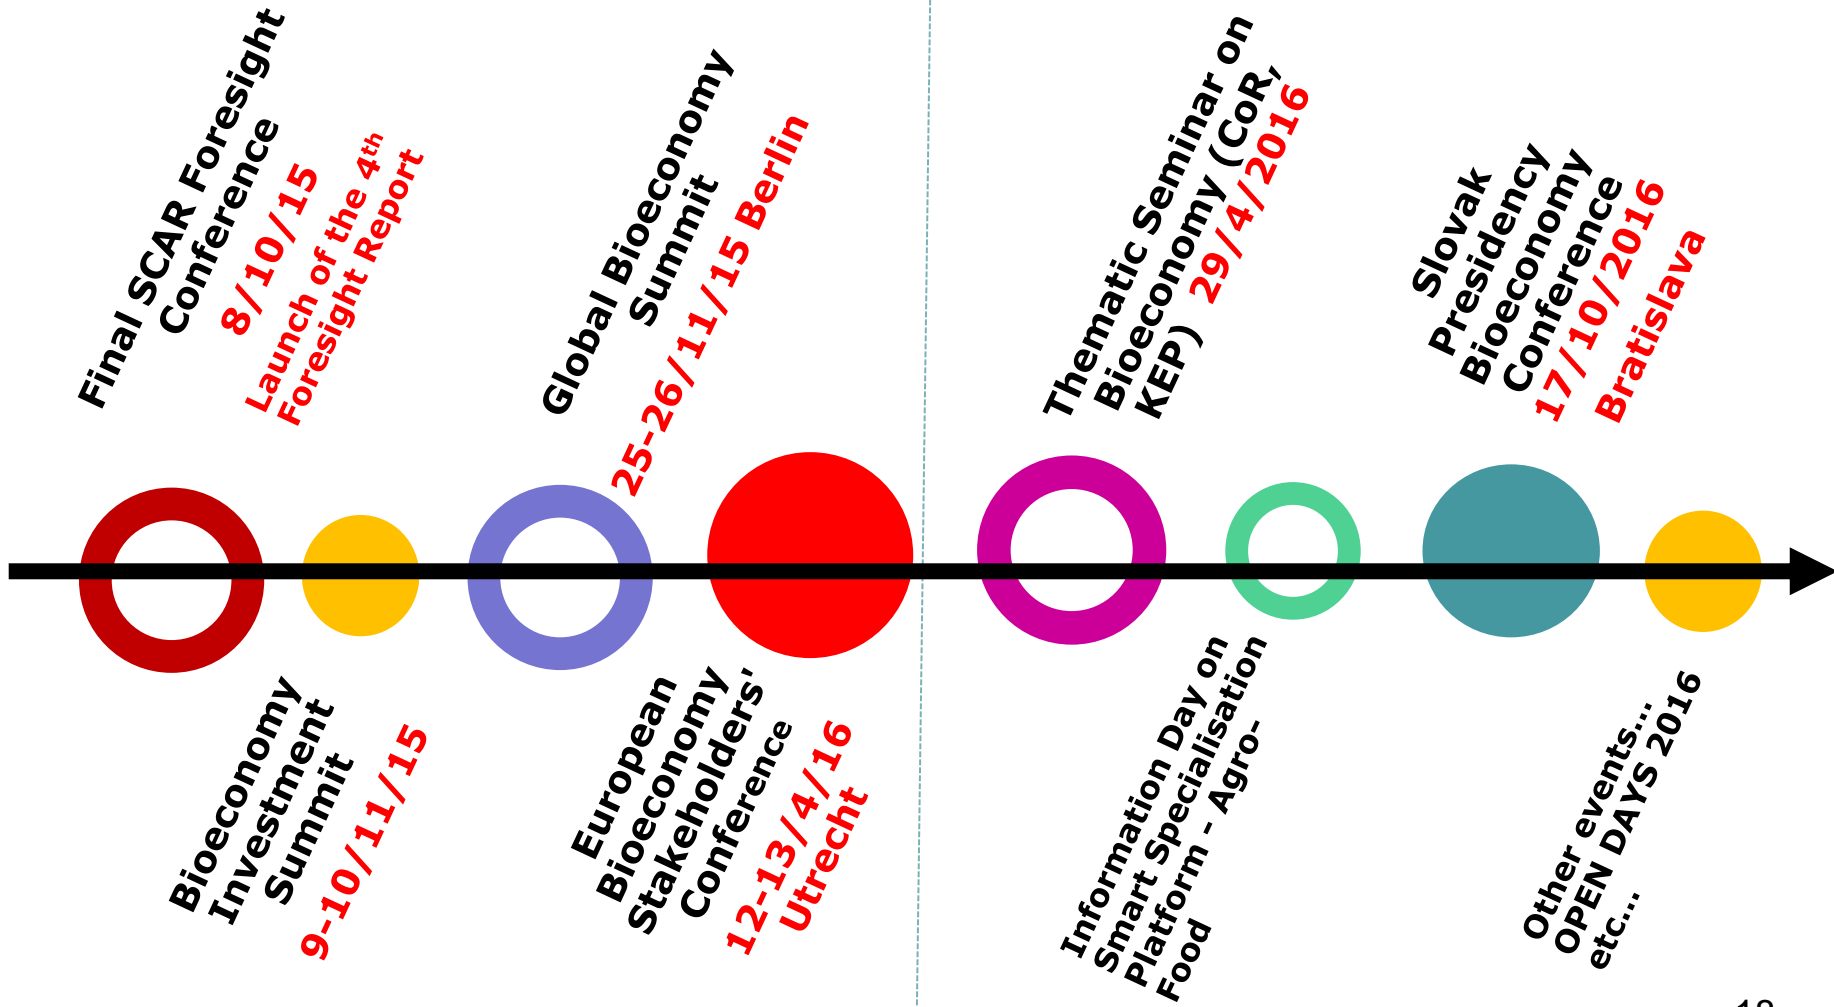 Final SCAR Foresight
Conference
8/10/15
Launch of the 4th
Foresight Report
Bioeconomy
Investment
Summit
9-10/11/15
Global Bioeconomy
Summit
25-26/11/15 Berlin
European
Bioeconomy
Stakeholders'
Conference
12-13/4/16
Utrecht
Thematic Seminar on
Bioeconomy (CoR,
KEP) 29/4/2016
Information Day on
Smart Specialisation
Platform - Agro-
Food
Slovak
Presidency
Bioeconomy
Conference
17/10/2016
Bratislava
Other events...
OPEN DAYS 2016
etc...